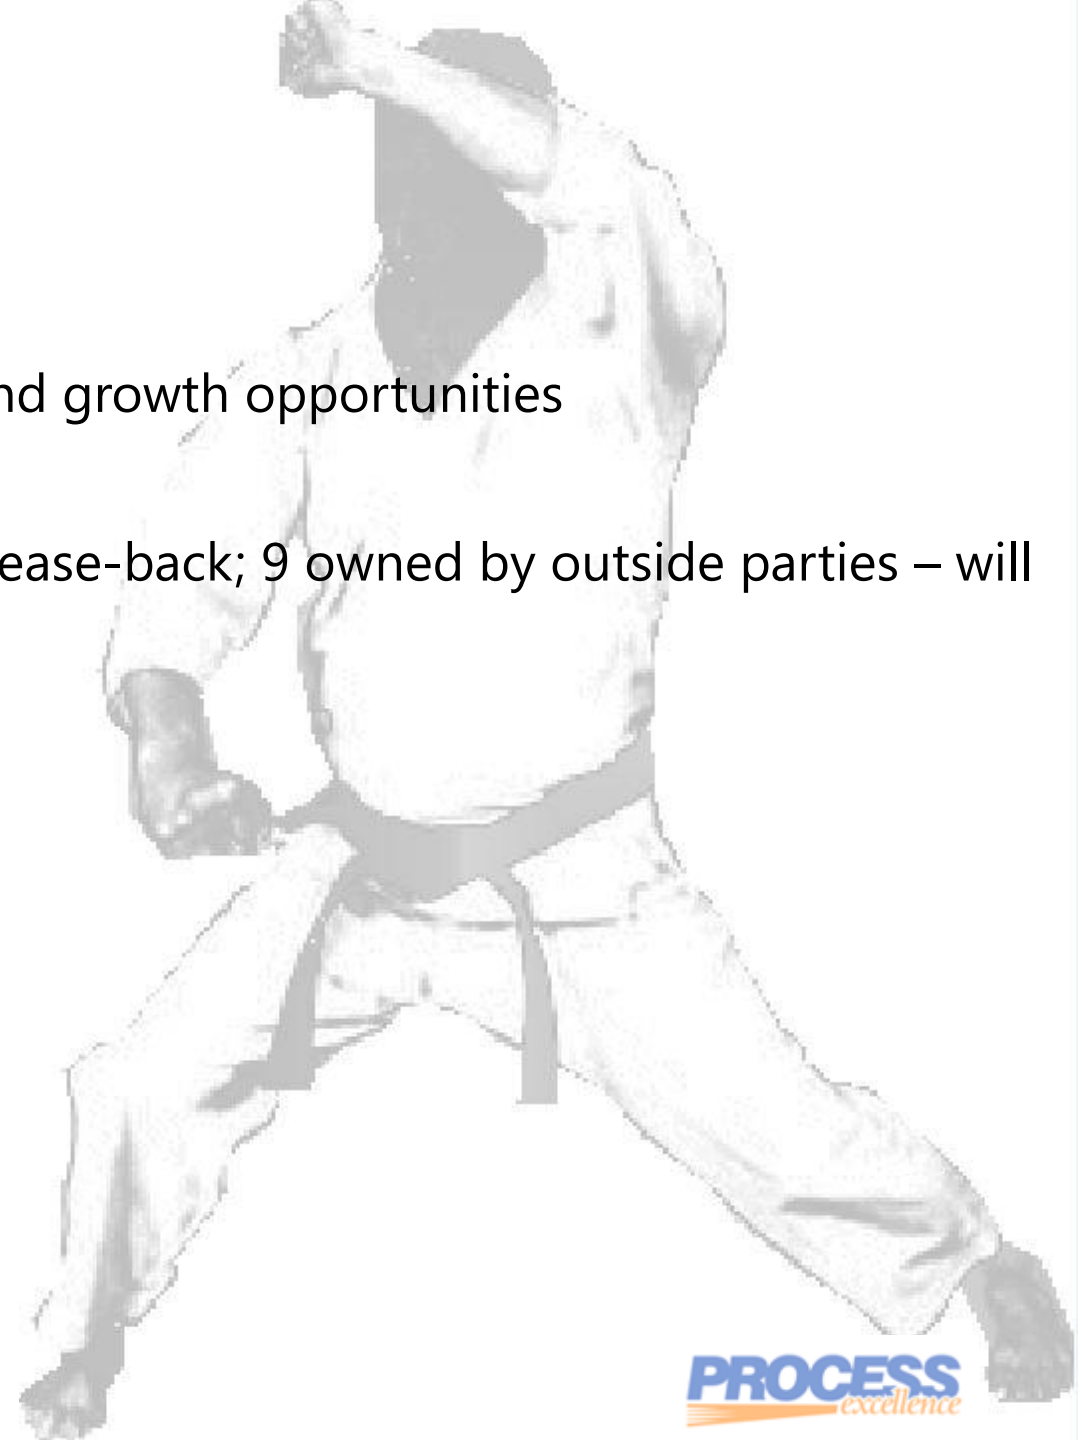 nd growth opportunities
ease-back; 9 owned by outside parties – will
PROCESS
excellence